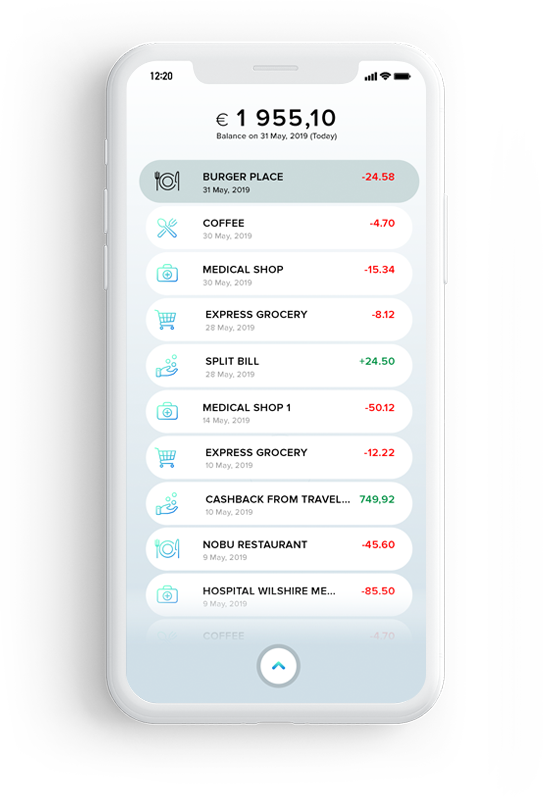 12:20
€ 1 955,10
Balance on 31 May, 2019 (Today)
BURGER PLACE -24.58
31 May, 2019
COFFEE -4.70
30 May, 2019
MEDICAL SHOP -15.34
30 May, 2019
EXPRESS GROCERY -8.12
28 May, 2019
SPLIT BILL +24.50
28 May, 2019
MEDICAL SHOP 1 -50.12
14 May, 2019
EXPRESS GROCERY -12.22
10 May, 2019
CASHBACK FROM TRAVEL... 749,92
10 May, 2019
NOBU RESTAURANT -45.60
9 May, 2019
HOSPITAL WILSHIRE ME... -85.50
9 May, 2019
COFFEE -4.70